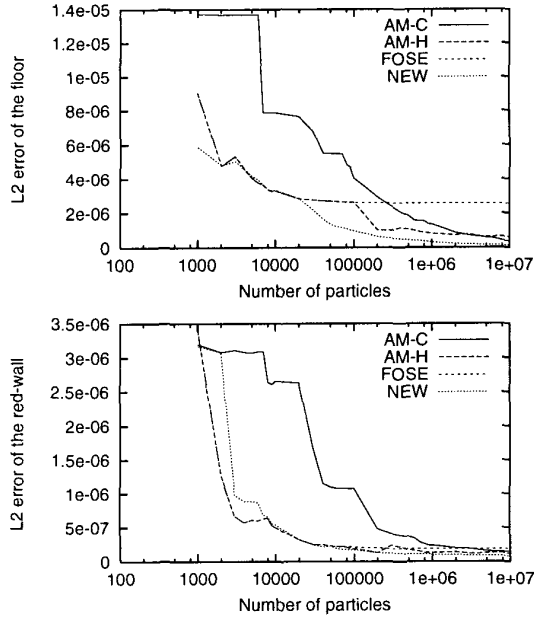 1.4e-05
1.2e-05
1e-05
8e-06
6e-06
4e-06
2e-06
0
L2 error of the floor
AM-C
AM-H
FOSE
NEW
100
1000
10000
100000
1e+06
1e+07
Number of particles
3.5e-06
3e-06
2.5e-06
2e-06
1.5e-06
1e-06
5e-07
0
L2 error of the red-wall
AM-C
AM-H
FOSE
NEW
100
1000
10000
100000
1e+06
1e+07
Number of particles